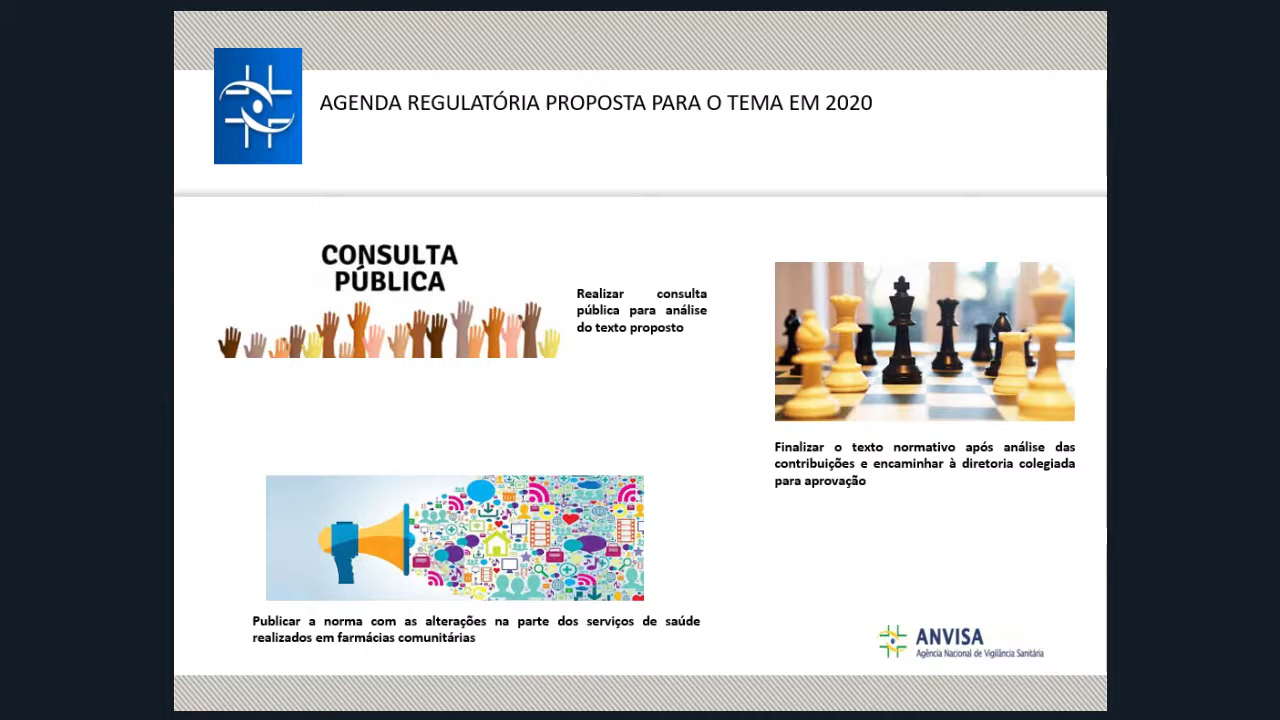 AGENDA REGULATÓRIA PROPOSTA PARA O TEMA EM 2020
CONSULTA
PÚBLICA
Realizar consulta
pública para análise
do texto proposto
Finalizar o texto normativo após análise das
contribuições e encaminhar à diretoria colegiada
para aprovação
Publicar a norma com as alterações na parte dos serviços de saúde
realizados em farmácias comunitárias
ANVISA
Agência Nacional de Vigilância Sanitária